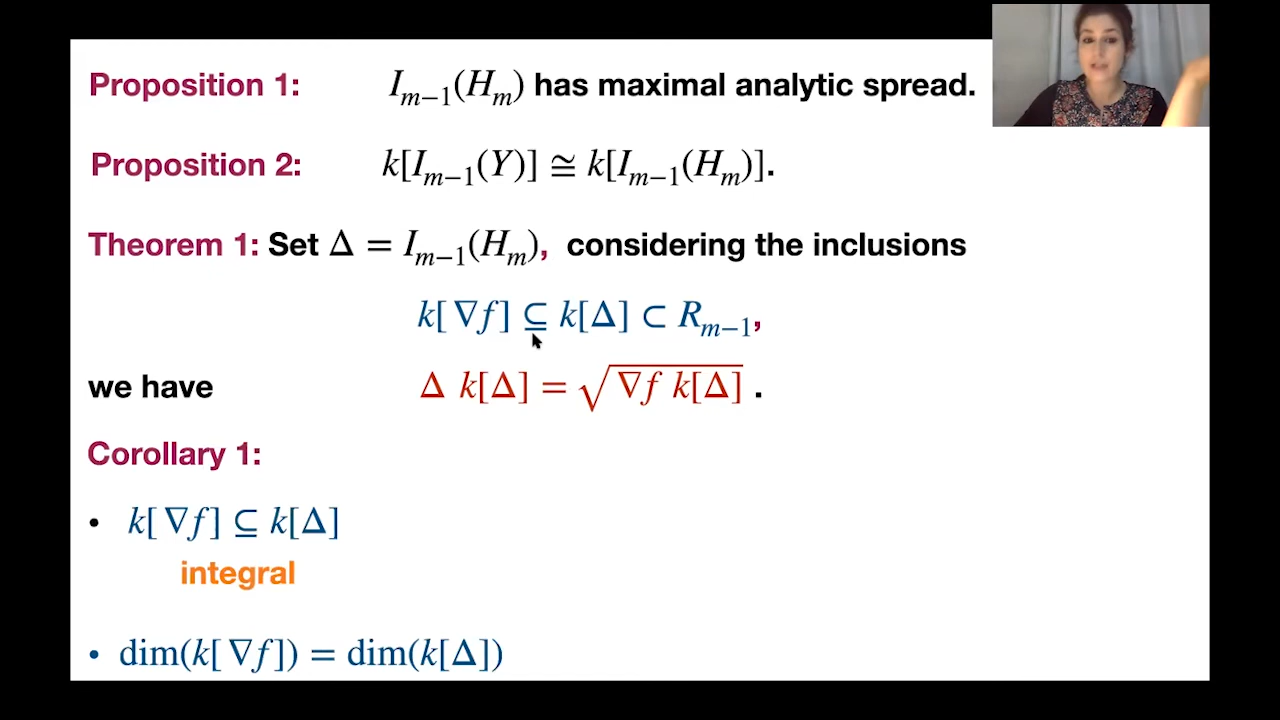 Proposition 1: I_{m−1}(H_m) has maximal analytic spread.
Proposition 2: k[I_{m−1}(Y)] ≅ k[I_{m−1}(H_m)].
Theorem 1: Set Δ = I_{m−1}(H_m), considering the inclusions
k[∇f] ⊆ k[Δ] ⊂ R_{m−1},
we have Δ k[Δ] = √(∇f k[Δ]) .
Corollary 1:
• k[∇f] ⊆ k[Δ]
integral
• dim(k[∇f]) = dim(k[Δ])